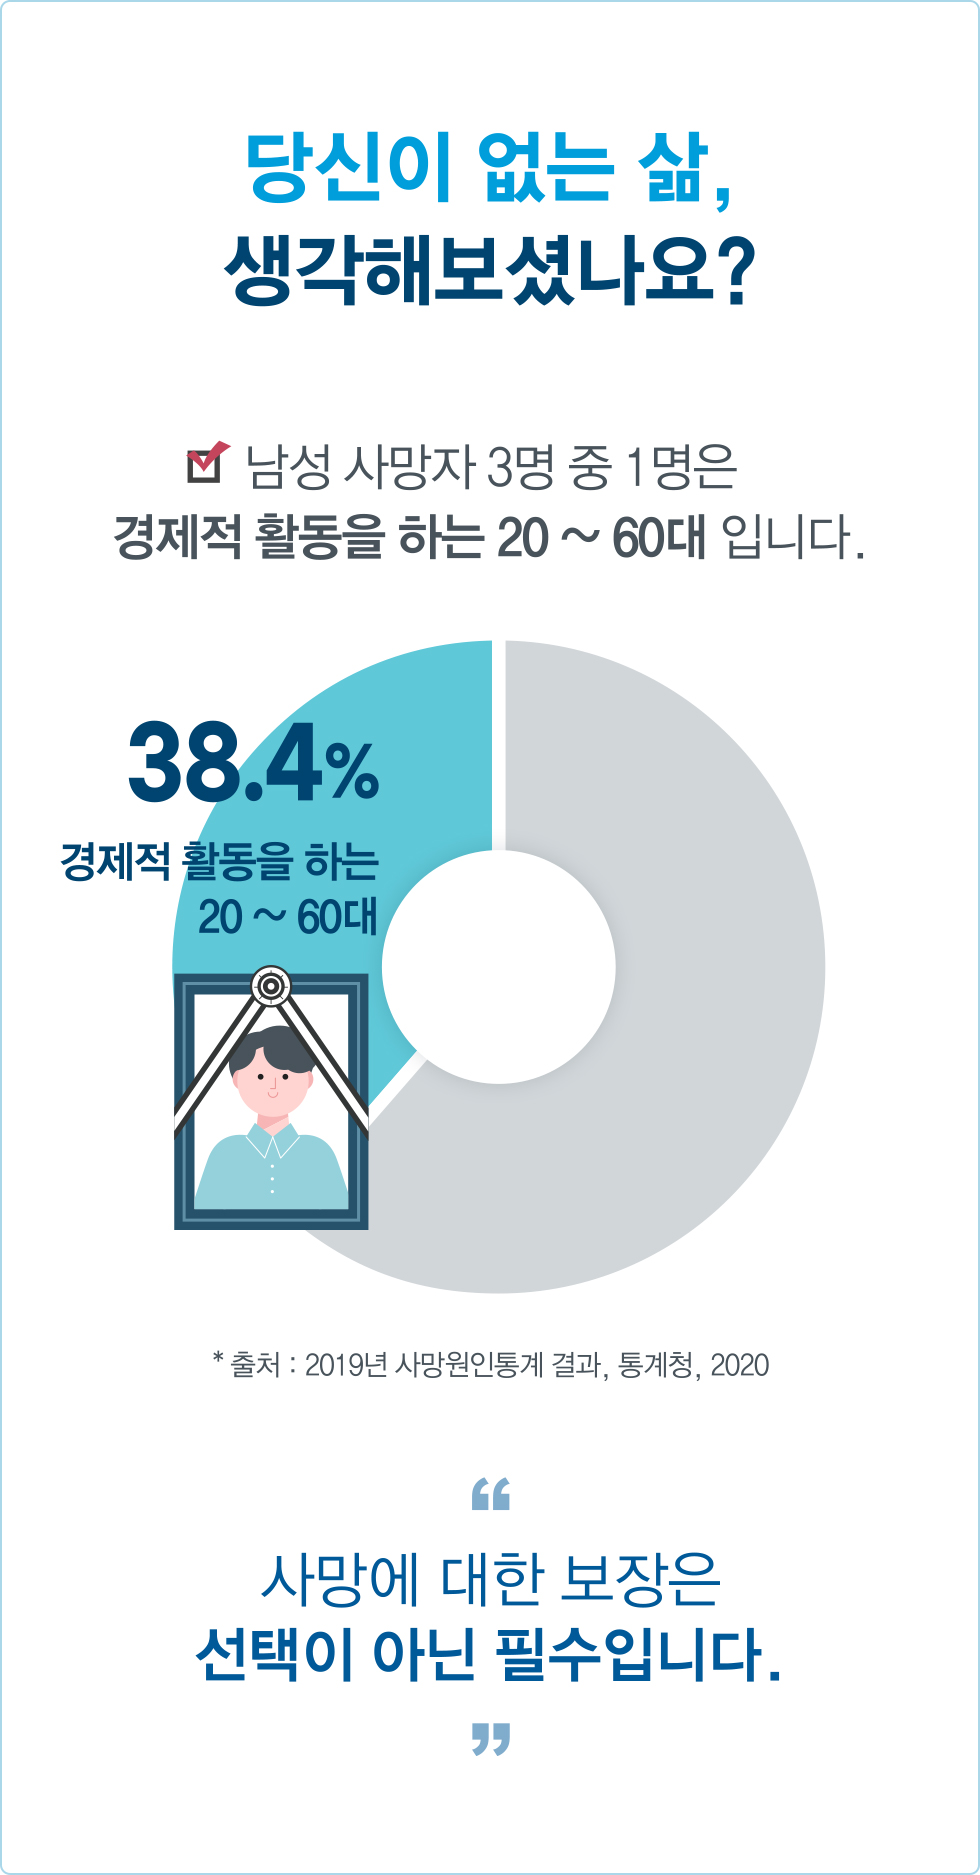 당신이 없는 삶,
생각해보셨나요?
남성 사망자 3명 중 1명은
경제적 활동을 하는 20 ~ 60대 입니다.
38.4%
경제적 활동을 하는
20 ~ 60대
* 출처 : 2019년 사망원인통계 결과, 통계청, 2020
“
사망에 대한 보장은
선택이 아닌 필수입니다.
”